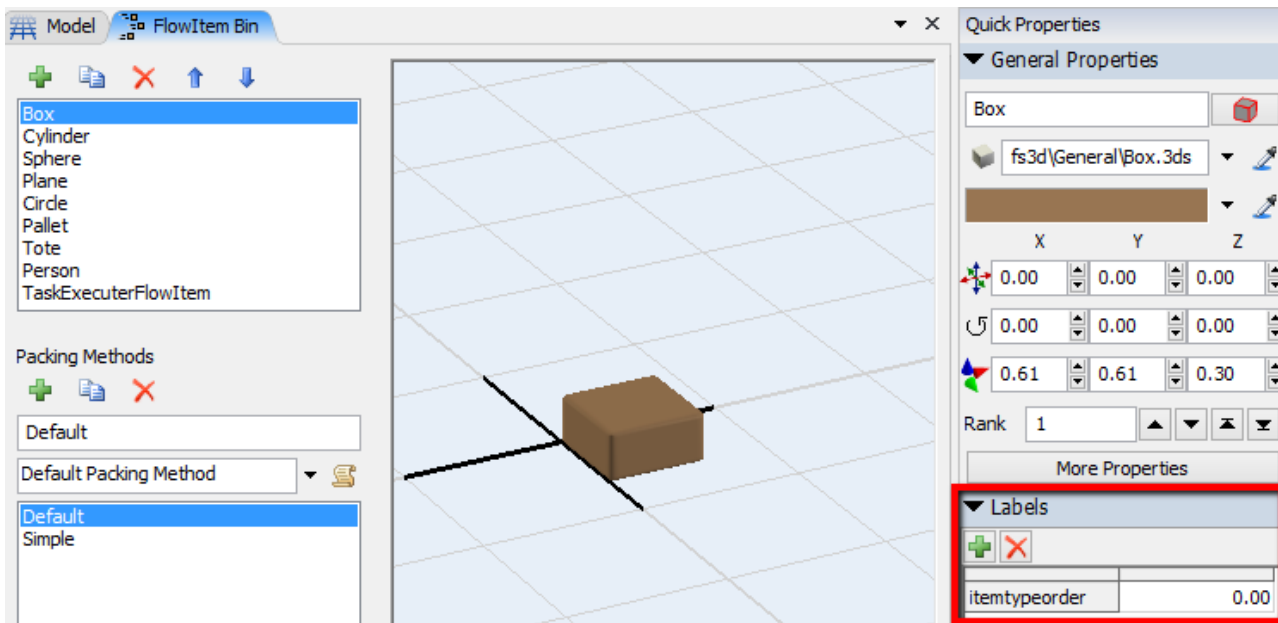 Model
FlowItem Bin
Box
Cylinder
Sphere
Plane
Circle
Pallet
Tote
Person
TaskExecuterFlowItem
Packing Methods
Default
Default Packing Method
Default
Simple
Quick Properties
General Properties
Box
fs3d\General\Box.3ds
X Y Z
0.00 0.00 0.00
0.00 0.00 0.00
0.61 0.61 0.30
Rank 1
More Properties
Labels
itemtypeorder 0.00